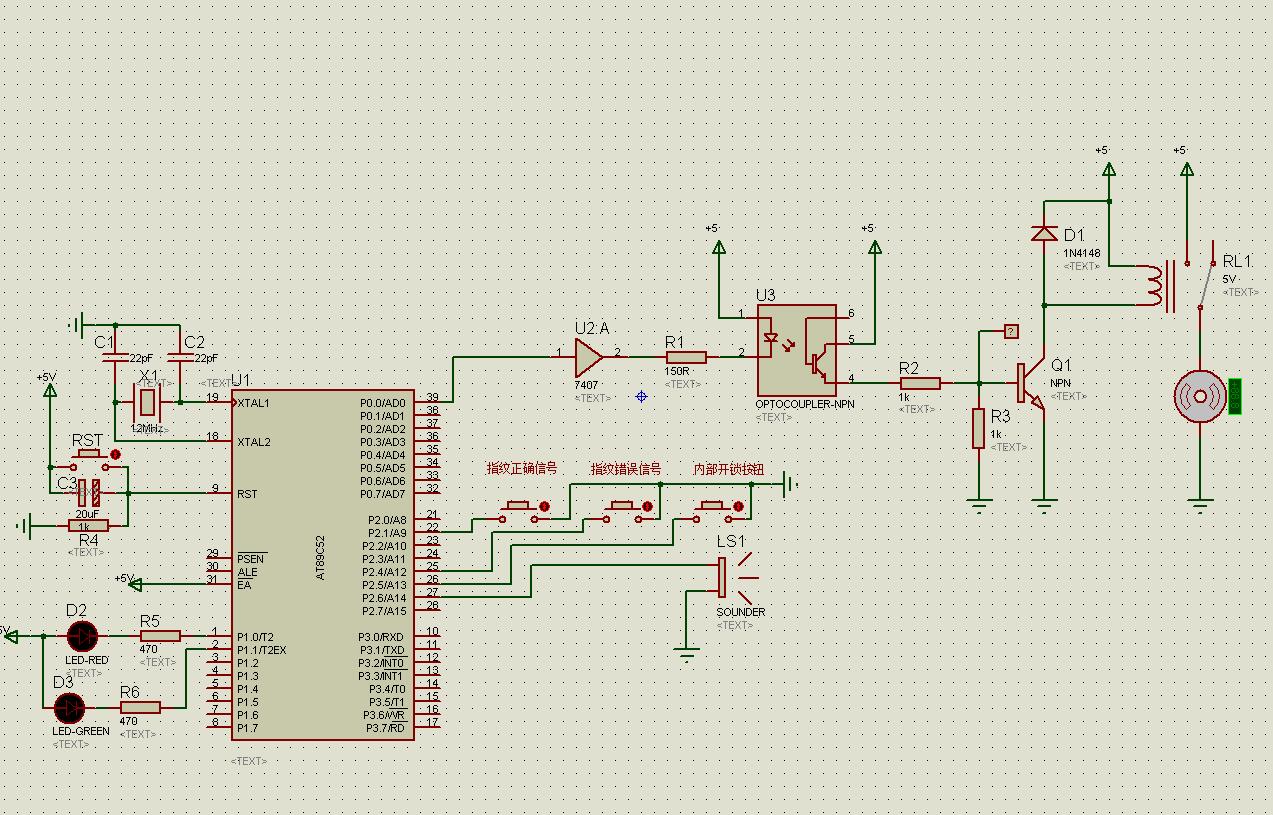 +5
+5
+5
+5
D1
1N4148
<TEXT>
RL1
5V
<TEXT>
U3
1
6
5
2
4
OPTOCOUPLER-NPN
<TEXT>
U2:A
1
2
7407
<TEXT>
R1
150R
<TEXT>
R2
1k
<TEXT>
?
Q1
NPN
<TEXT>
R3
1k
<TEXT>
C1
22pF
<TEXT>
C2
22pF
<TEXT>
X1
12MHz
<TEXT>
+5V
RST
C3
20uF
1k
R4
<TEXT>
+5V
U1
19
XTAL1
18
XTAL2
9
RST
29
PSEN
30
ALE
31
EA
1
P1.0/T2
2
P1.1/T2EX
3
P1.2
4
P1.3
5
P1.4
6
P1.5
7
P1.6
8
P1.7
AT89C52
P0.0/AD0
39
P0.1/AD1
38
P0.2/AD2
37
P0.3/AD3
36
P0.4/AD4
35
P0.5/AD5
34
P0.6/AD6
33
P0.7/AD7
32
P2.0/A8
21
P2.1/A9
22
P2.2/A10
23
P2.3/A11
24
P2.4/A12
25
P2.5/A13
26
P2.6/A14
27
P2.7/A15
28
P3.0/RXD
10
P3.1/TXD
11
P3.2/INT0
12
P3.3/INT1
13
P3.4/T0
14
P3.5/T1
15
P3.6/WR
16
P3.7/RD
17
<TEXT>
指纹正确信号
指纹错误信号
内部开锁按钮
LS1
SOUNDER
<TEXT>
D2
LED-RED
<TEXT>
R5
470
<TEXT>
D3
LED-GREEN
<TEXT>
R6
470
<TEXT>